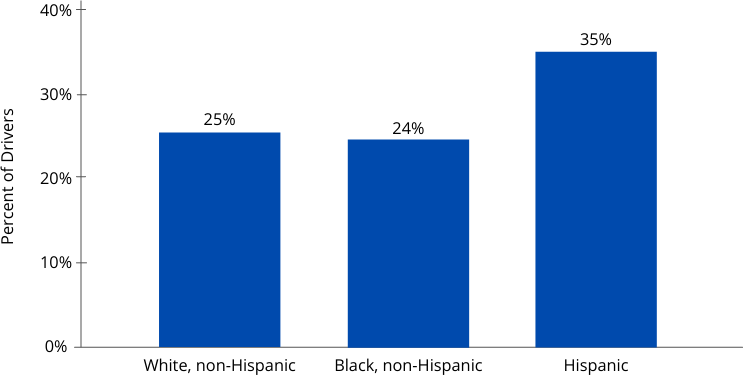 Percent of Drivers
40%
30%
20%
10%
0%
25%
24%
35%
White, non-Hispanic
Black, non-Hispanic
Hispanic